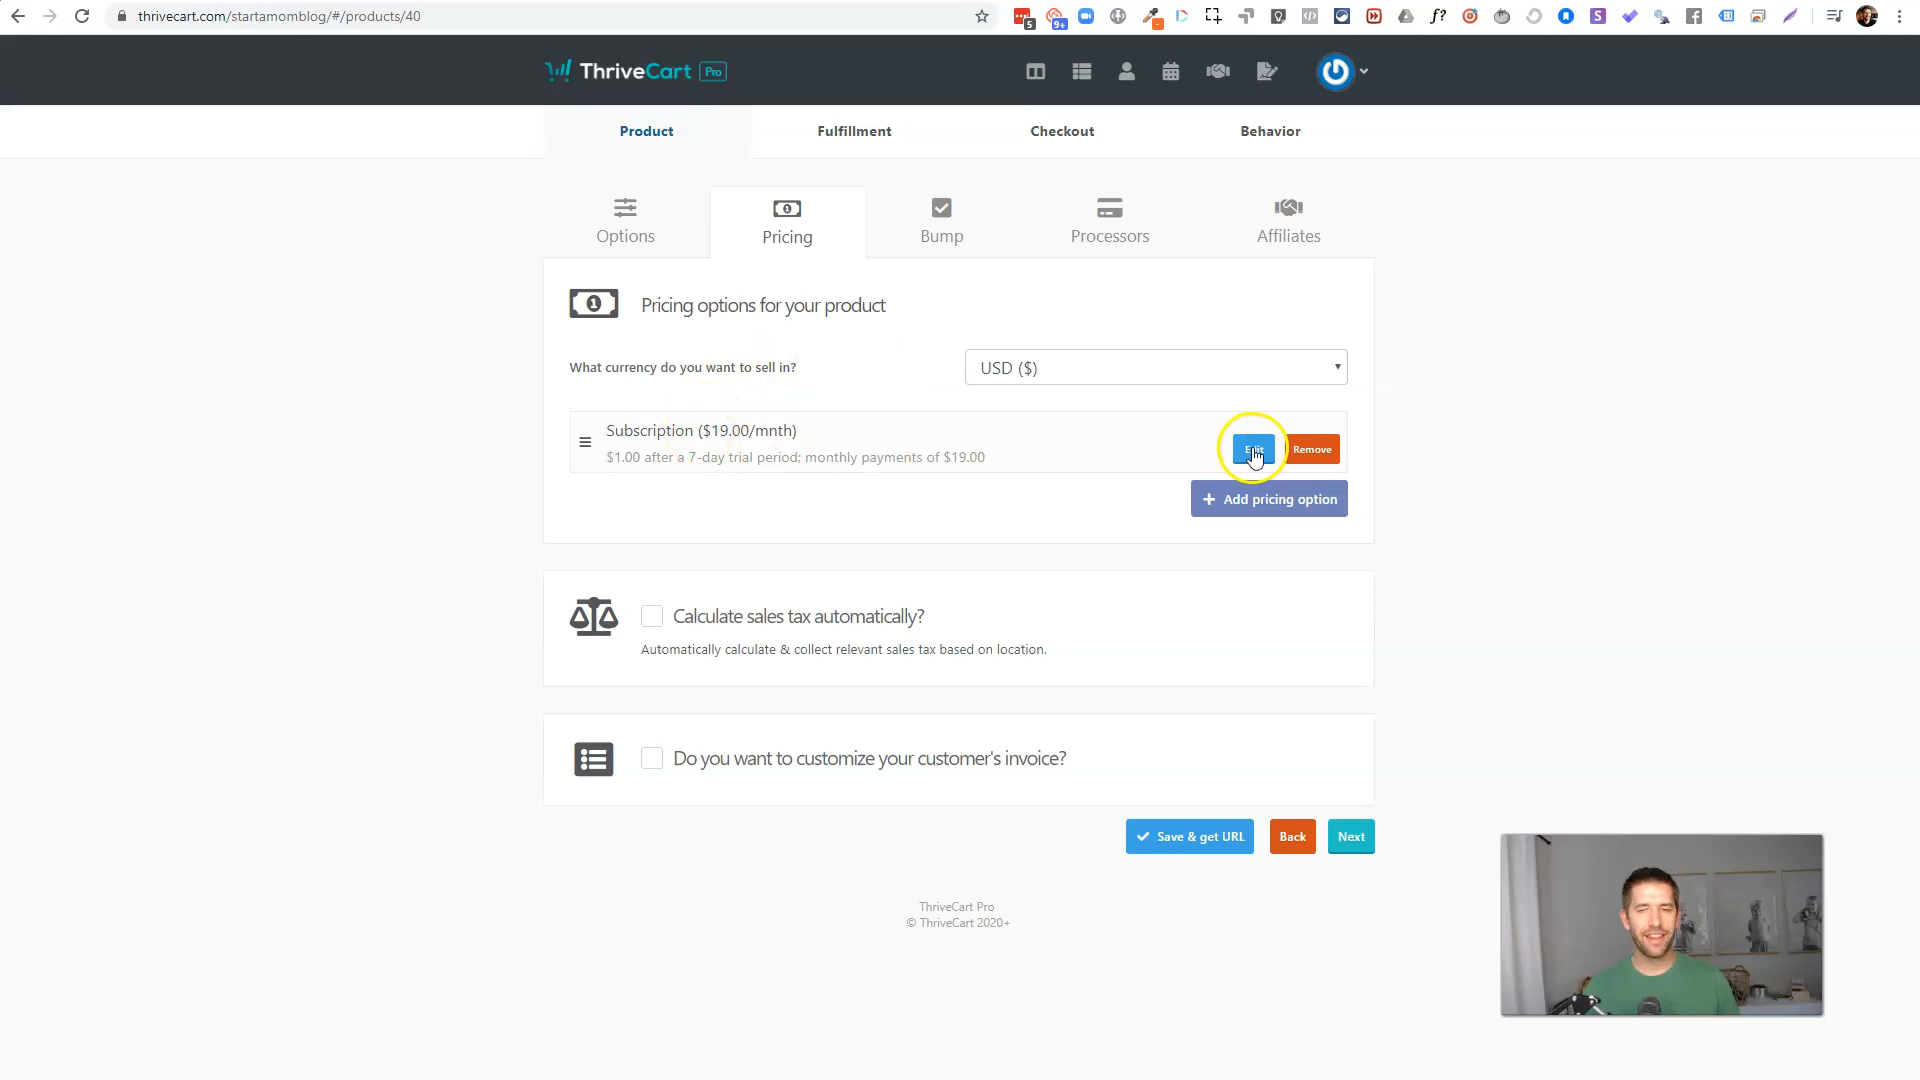 thrivecart.com/startamomblog/#/products/40
5
9+
ThriveCart Pro
Product
Fulfillment
Checkout
Behavior
Options
Pricing
Bump
Processors
Affiliates
Pricing options for your product
What currency do you want to sell in?
USD ($)
Subscription ($19.00/mnth)
$1.00 after a 7-day trial period; monthly payments of $19.00
Remove
+ Add pricing option
Calculate sales tax automatically?
Automatically calculate & collect relevant sales tax based on location.
Do you want to customize your customer's invoice?
Save & get URL
Back
Next
ThriveCart Pro
© ThriveCart 2020+